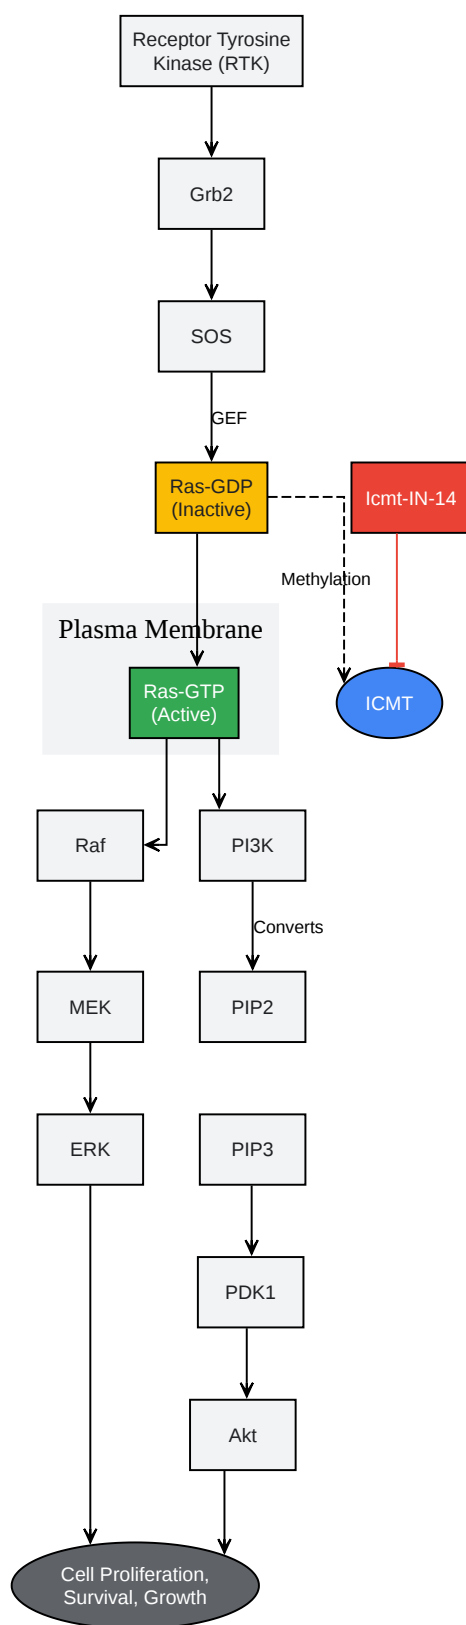 Receptor Tyrosine
Kinase (RTK)
Grb2
SOS
GEF
Ras-GDP
(Inactive)
Icmt-IN-14
Methylation
Plasma Membrane
Ras-GTP
(Active)
ICMT
Raf
PI3K
Converts
MEK
PIP2
ERK
PIP3
PDK1
Akt
Cell Proliferation,
Survival, Growth